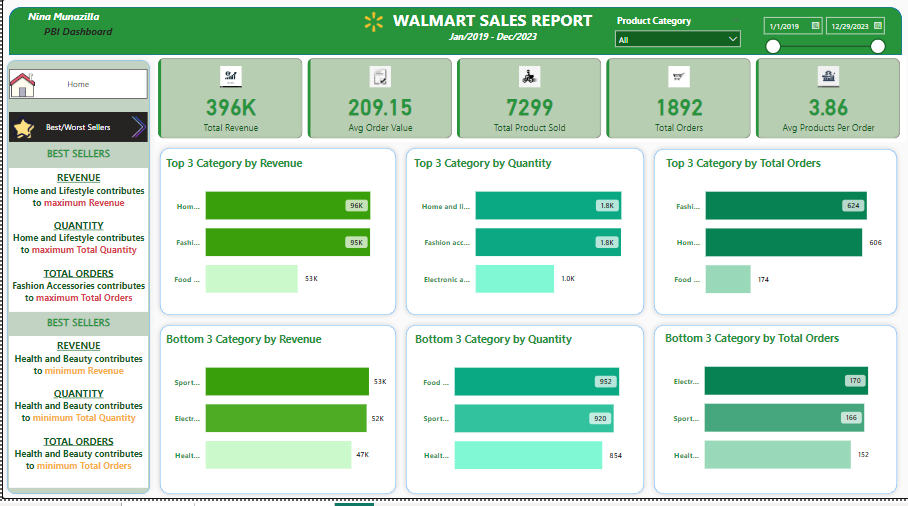 Nina Munazilla
PBI Dashboard
WALMART SALES REPORT
Jan/2019 - Dec/2023
Product Category
All
1/1/2019
12/29/2023
Home
Best/Worst Sellers
BEST SELLERS
REVENUE
Home and Lifestyle contributes
to maximum Revenue
QUANTITY
Home and Lifestyle contributes
to maximum Total Quantity
TOTAL ORDERS
Fashion Accessories contributes
to maximum Total Orders
BEST SELLERS
REVENUE
Health and Beauty contributes
to minimum Revenue
QUANTITY
Health and Beauty contributes
to minimum Total Quantity
TOTAL ORDERS
Health and Beauty contributes
to minimum Total Orders
396K
Total Revenue
209.15
Avg Order Value
7299
Total Product Sold
1892
Total Orders
3.86
Avg Products Per Order
Top 3 Category by Revenue
Hom... 96K
Fashi... 95K
Food ... 53K
Top 3 Category by Quantity
Home and li... 1.8K
Fashion acc... 1.8K
Electronic a... 1.0K
Top 3 Category by Total Orders
Fashi... 624
Hom... 606
Food ... 174
Bottom 3 Category by Revenue
Sport... 53K
Electr... 52K
Healt... 47K
Bottom 3 Category by Quantity
Food ... 952
Sport... 920
Healt... 854
Bottom 3 Category by Total Orders
Electr... 170
Sport... 166
Healt... 152